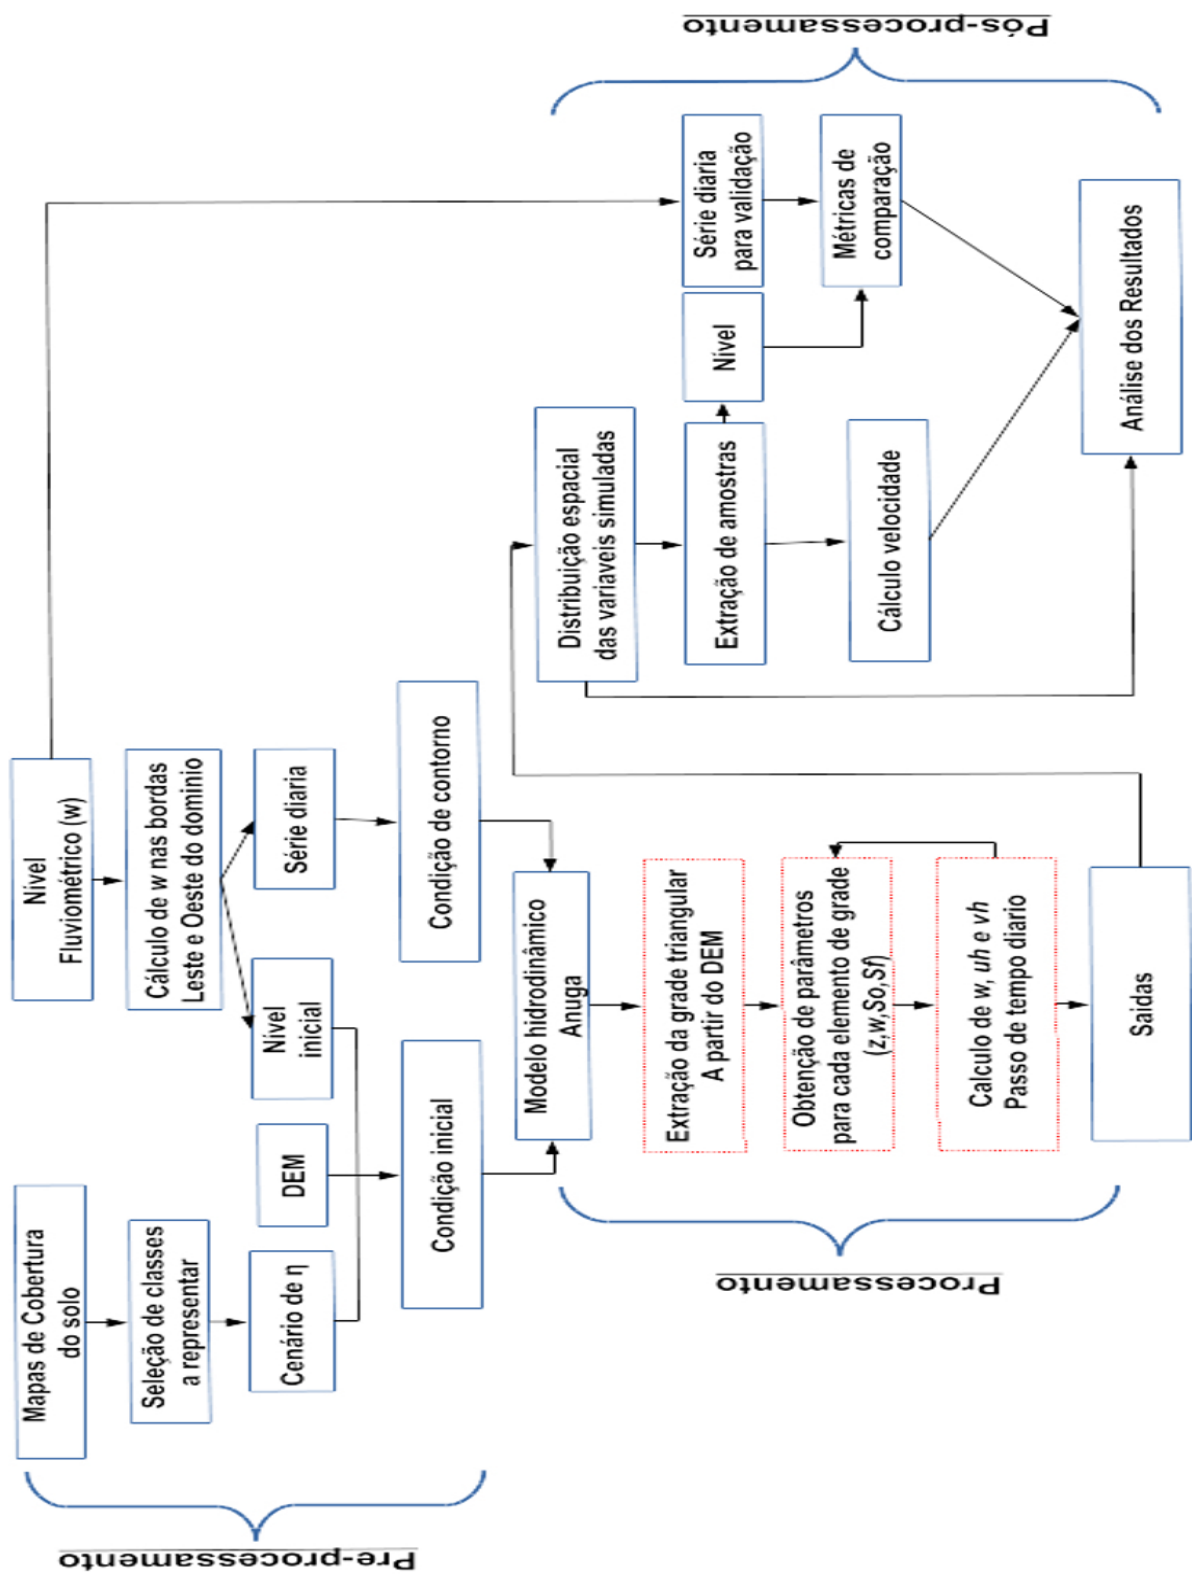 Pre-processamento
Mapas de Cobertura
do solo
Seleção de classes
a representar
Cenário de η
DEM
Nivel
inicial
Condição inicial
Nível
Fluviométrico (w)
Cálculo de w nas bordas
Leste e Oeste do dominio
Série diaria
Condição de contorno
Processamento
Modelo hidrodinâmico
Anuga
Extração da grade triangular
A partir do DEM
Obtenção de parâmetros
para cada elemento de grade
(z,w,So,Sf)
Calculo de w, uh e vh
Passo de tempo diario
Saídas
Pós-processamento
Distribuição espacial
das variaveis simuladas
Extração de amostras
Cálculo velocidade
Nível
Série diaria
para validação
Métricas de
comparação
Análise dos Resultados